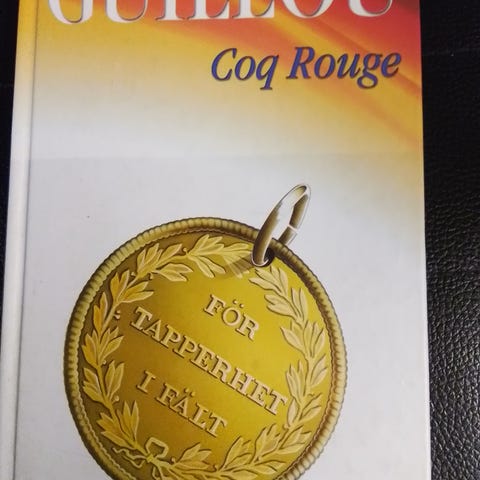 GUILLOU
Coq Rouge
FÖR
TAPPERHET
I FÄLT